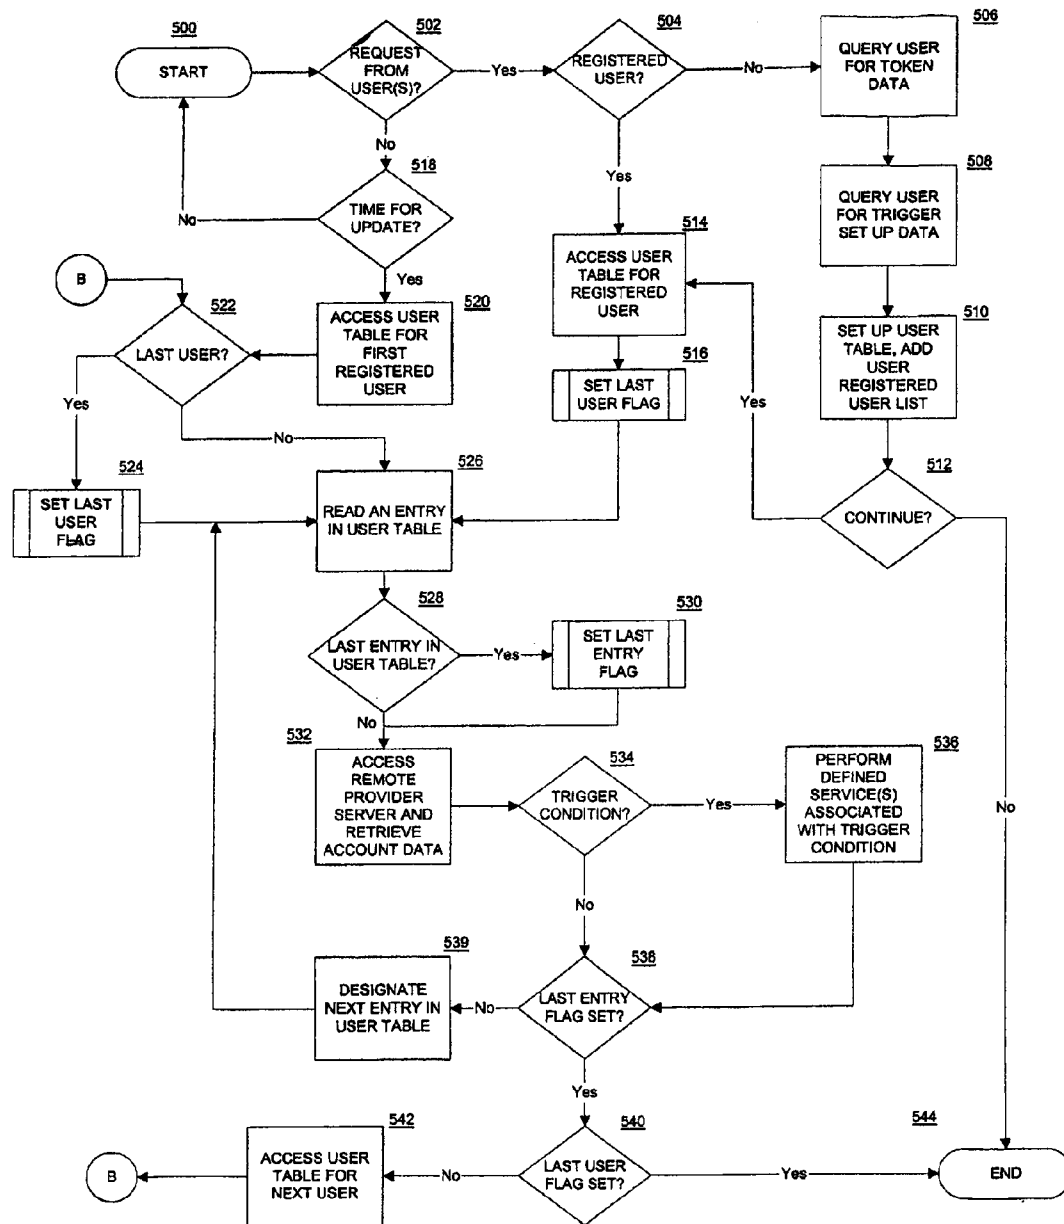 500
START
502
REQUEST
FROM
USER(S)?
Yes
504
REGISTERED
USER?
No
506
QUERY USER
FOR TOKEN
DATA
No
518
TIME FOR
UPDATE?
No
Yes
Yes
508
QUERY USER
FOR TRIGGER
SET UP DATA
514
ACCESS USER
TABLE FOR
REGISTERED
USER
B
522
LAST USER?
520
ACCESS USER
TABLE FOR
FIRST
REGISTERED
USER
510
SET UP USER
TABLE, ADD
USER
REGISTERED
USER LIST
516
SET LAST
USER FLAG
Yes
Yes
No
524
SET LAST
USER
FLAG
526
READ AN ENTRY
IN USER TABLE
512
CONTINUE?
528
LAST ENTRY IN
USER TABLE?
Yes
530
SET LAST
ENTRY
FLAG
No
532
ACCESS
REMOTE
PROVIDER
SERVER AND
RETRIEVE
ACCOUNT DATA
534
TRIGGER
CONDITION?
Yes
536
PERFORM
DEFINED
SERVICE(S)
ASSOCIATED
WITH TRIGGER
CONDITION
No
No
539
DESIGNATE
NEXT ENTRY IN
USER TABLE
No
538
LAST ENTRY
FLAG SET?
Yes
542
ACCESS USER
TABLE FOR
NEXT USER
B
No
540
LAST USER
FLAG SET?
Yes
544
END